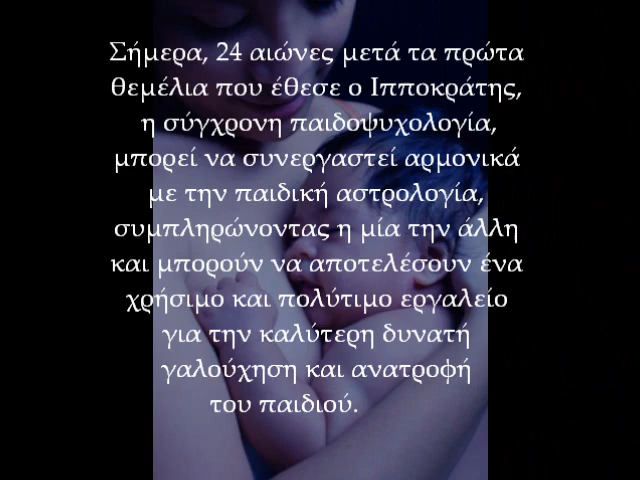 Σήμερα, 24 αιώνες μετά τα πρώτα
θεμέλια που έθεσε ο Ιπποκράτης,
η σύγχρονη παιδοψυχολογία,
μπορεί να συνεργαστεί αρμονικά
με την παιδική αστρολογία,
συμπληρώνοντας η μία την άλλη
και μπορούν να αποτελέσουν ένα
χρήσιμο και πολύτιμο εργαλείο
για την καλύτερη δυνατή
γαλούχηση και ανατροφή
του παιδιού.